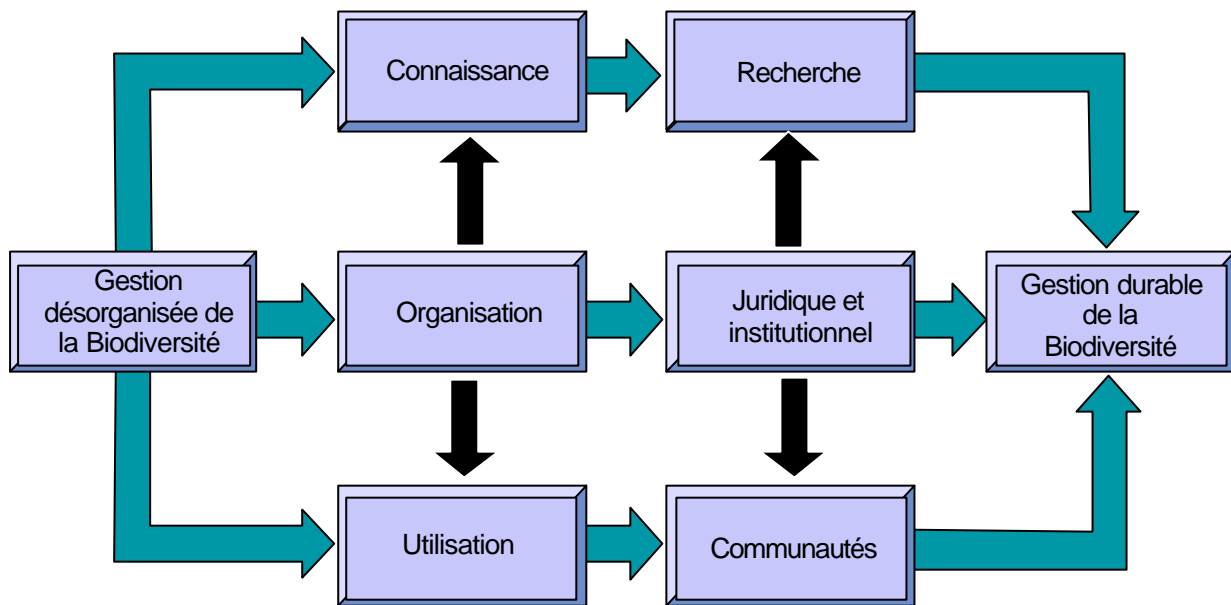 Connaissance
Recherche
Gestion
désorganisée de
la Biodiversité
Organisation
Juridique et
institutionnel
Gestion durable
de la
Biodiversité
Utilisation
Communautés